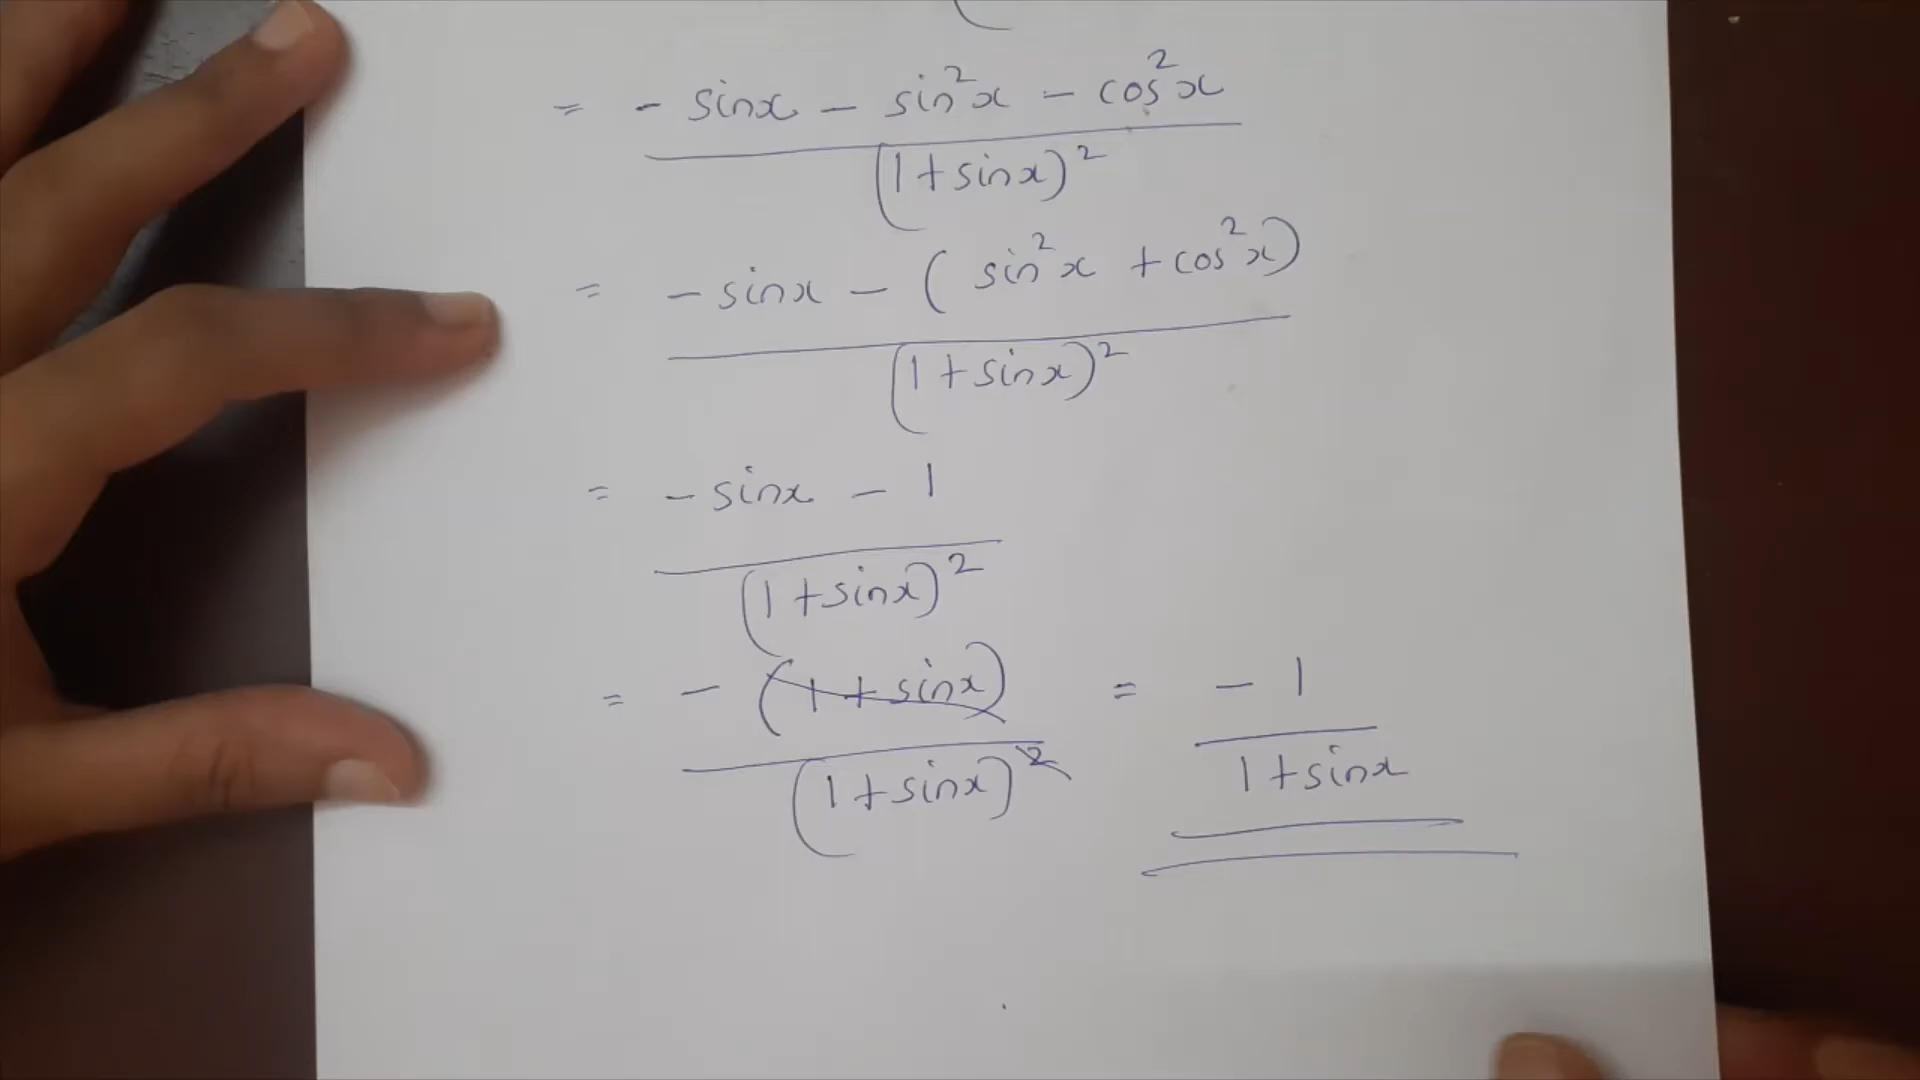 = - sinx - sin²x - cos²x
(1+sinx)²
= - sinx - ( sin²x + cos²x)
(1+sinx)²
= - sinx - 1
(1+sinx)²
= - (1+sinx) = - 1
(1+sinx)² 1+sinx